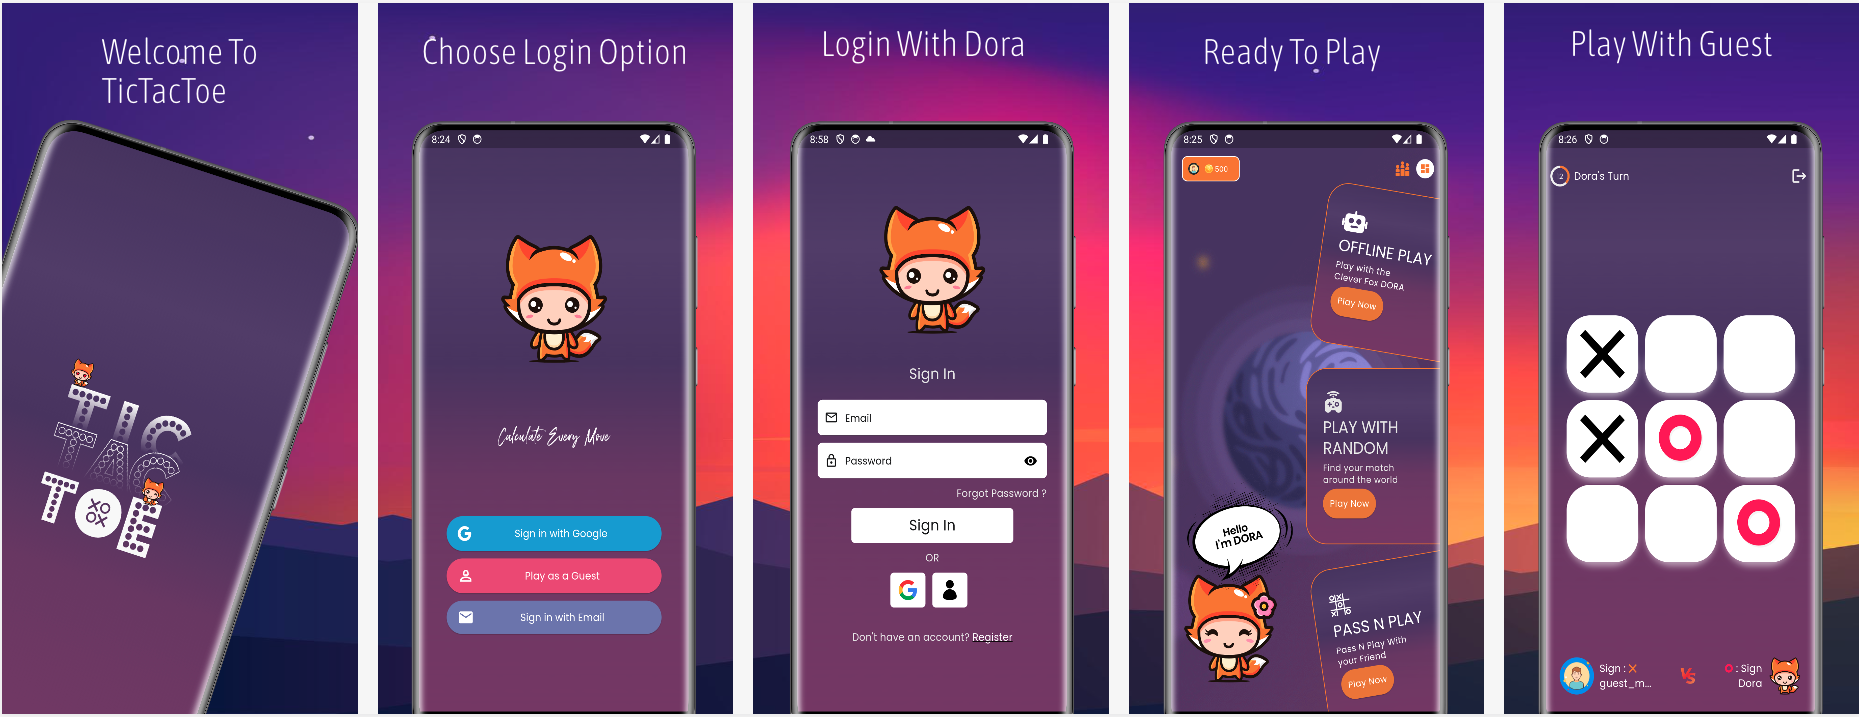 Welcome To
TicTacToe
TIC
TAC
TOE
XO
OX
Choose Login Option
8:24
Calculate Every Move
G Sign in with Google
Play as a Guest
Sign in with Email
Login With Dora
8:58
Sign In
Email
Password
Forgot Password ?
Sign In
OR
G
Don't have an account? Register
Ready To Play
8:25
500
OFFLINE PLAY
Play with the
Clever Fox DORA
Play Now
PLAY WITH
RANDOM
Find your match
around the world
Play Now
Hello
I'm DORA
PASS N PLAY
Pass N Play With
your Friend
Play Now
Play With Guest
8:26
2 Dora's Turn
X
X O
O
Sign : X
guest_m...
VS
O : Sign
Dora